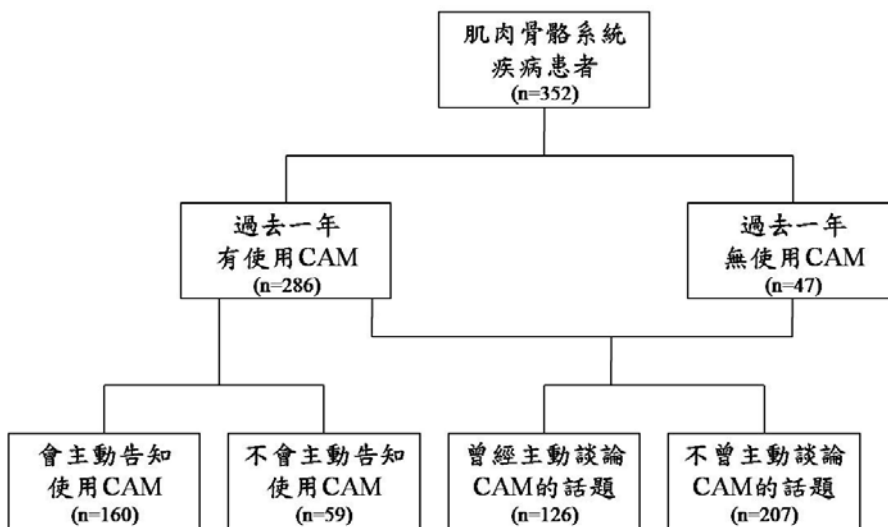 肌肉骨骼系統
疾病患者
(n=352)
過去一年
有使用CAM
(n=286)
過去一年
無使用CAM
(n=47)
會主動告知
使用CAM
(n=160)
不會主動告知
使用CAM
(n=59)
曾經主動談論
CAM的話題
(n=126)
不曾主動談論
CAM的話題
(n=207)